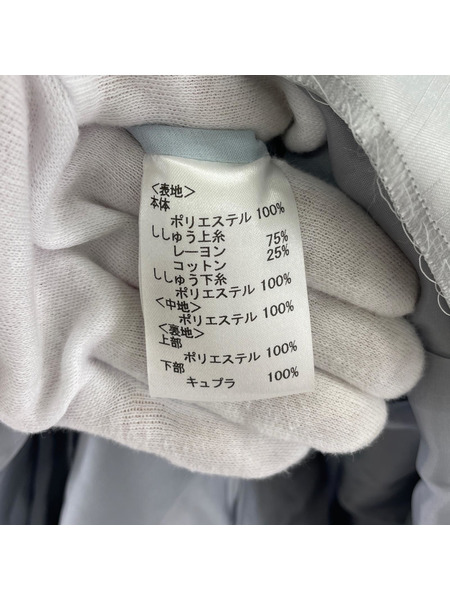 <表地>
本体
ポリエステル 100%
ししゅう上糸
レーヨン 75%
コットン 25%
ししゅう下糸
ポリエステル 100%
<中地>
ポリエステル 100%
<裏地>
上部
ポリエステル 100%
下部
キュプラ 100%